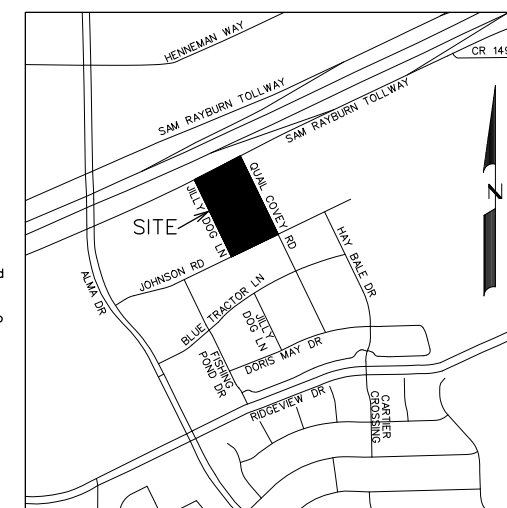 HENNEMAN WAY
CR 149
SAM RAYBURN TOLLWAY
SAM RAYBURN TOLLWAY
QUAIL COVEY RD
JILLY DOG LN
SITE
N
HAY BALE DR
JOHNSON RD
ALMA DR
BLUE TRACTOR LN
JILLY
DOG LN
FISHING
POND DR
DORIS MAY DR
RIDGEVIEW DR
CARTIER
CROSSING